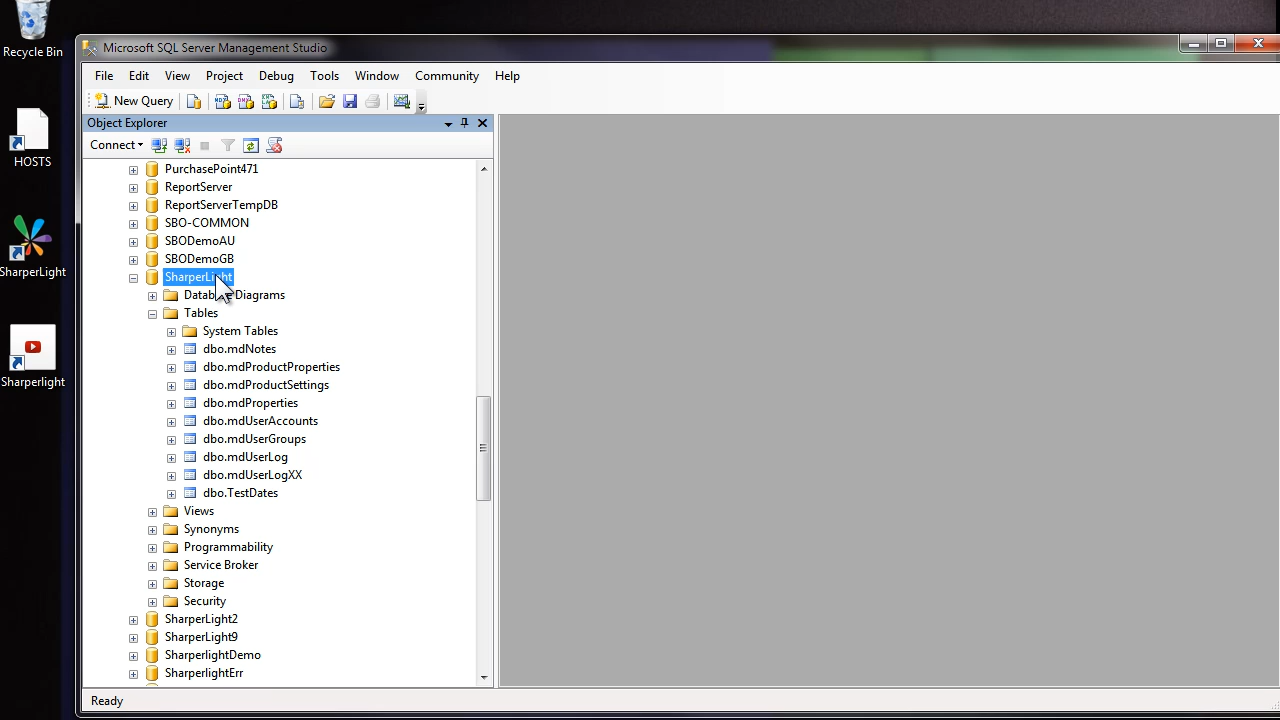 Recycle Bin
HOSTS
SharperLight
Sharperlight
Microsoft SQL Server Management Studio
File Edit View Project Debug Tools Window Community Help
New Query
Object Explorer
Connect
PurchasePoint471
ReportServer
ReportServerTempDB
SBO-COMMON
SBODemoAU
SBODemoGB
SharperLight
Database Diagrams
Tables
System Tables
dbo.mdNotes
dbo.mdProductProperties
dbo.mdProductSettings
dbo.mdProperties
dbo.mdUserAccounts
dbo.mdUserGroups
dbo.mdUserLog
dbo.mdUserLogXX
dbo.TestDates
Views
Synonyms
Programmability
Service Broker
Storage
Security
SharperLight2
SharperLight9
SharperlightDemo
SharperlightErr
Ready